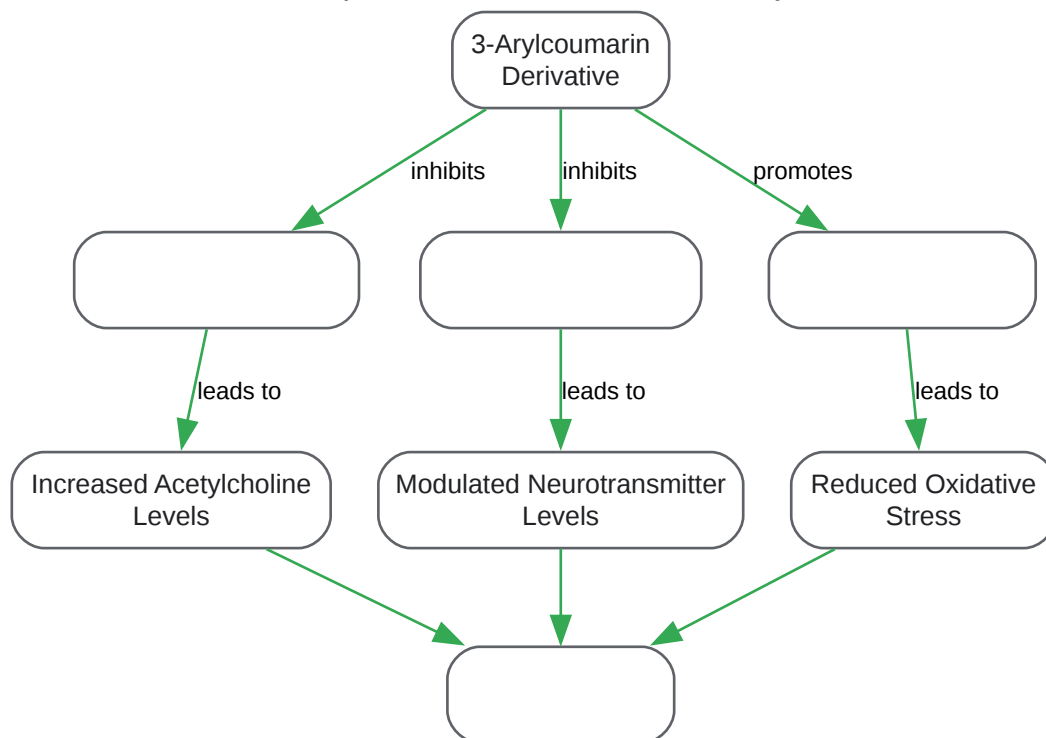 3-Arylcoumarin
Derivative
inhibits
inhibits
promotes
leads to
leads to
leads to
Increased Acetylcholine
Levels
Modulated Neurotransmitter
Levels
Reduced Oxidative
Stress